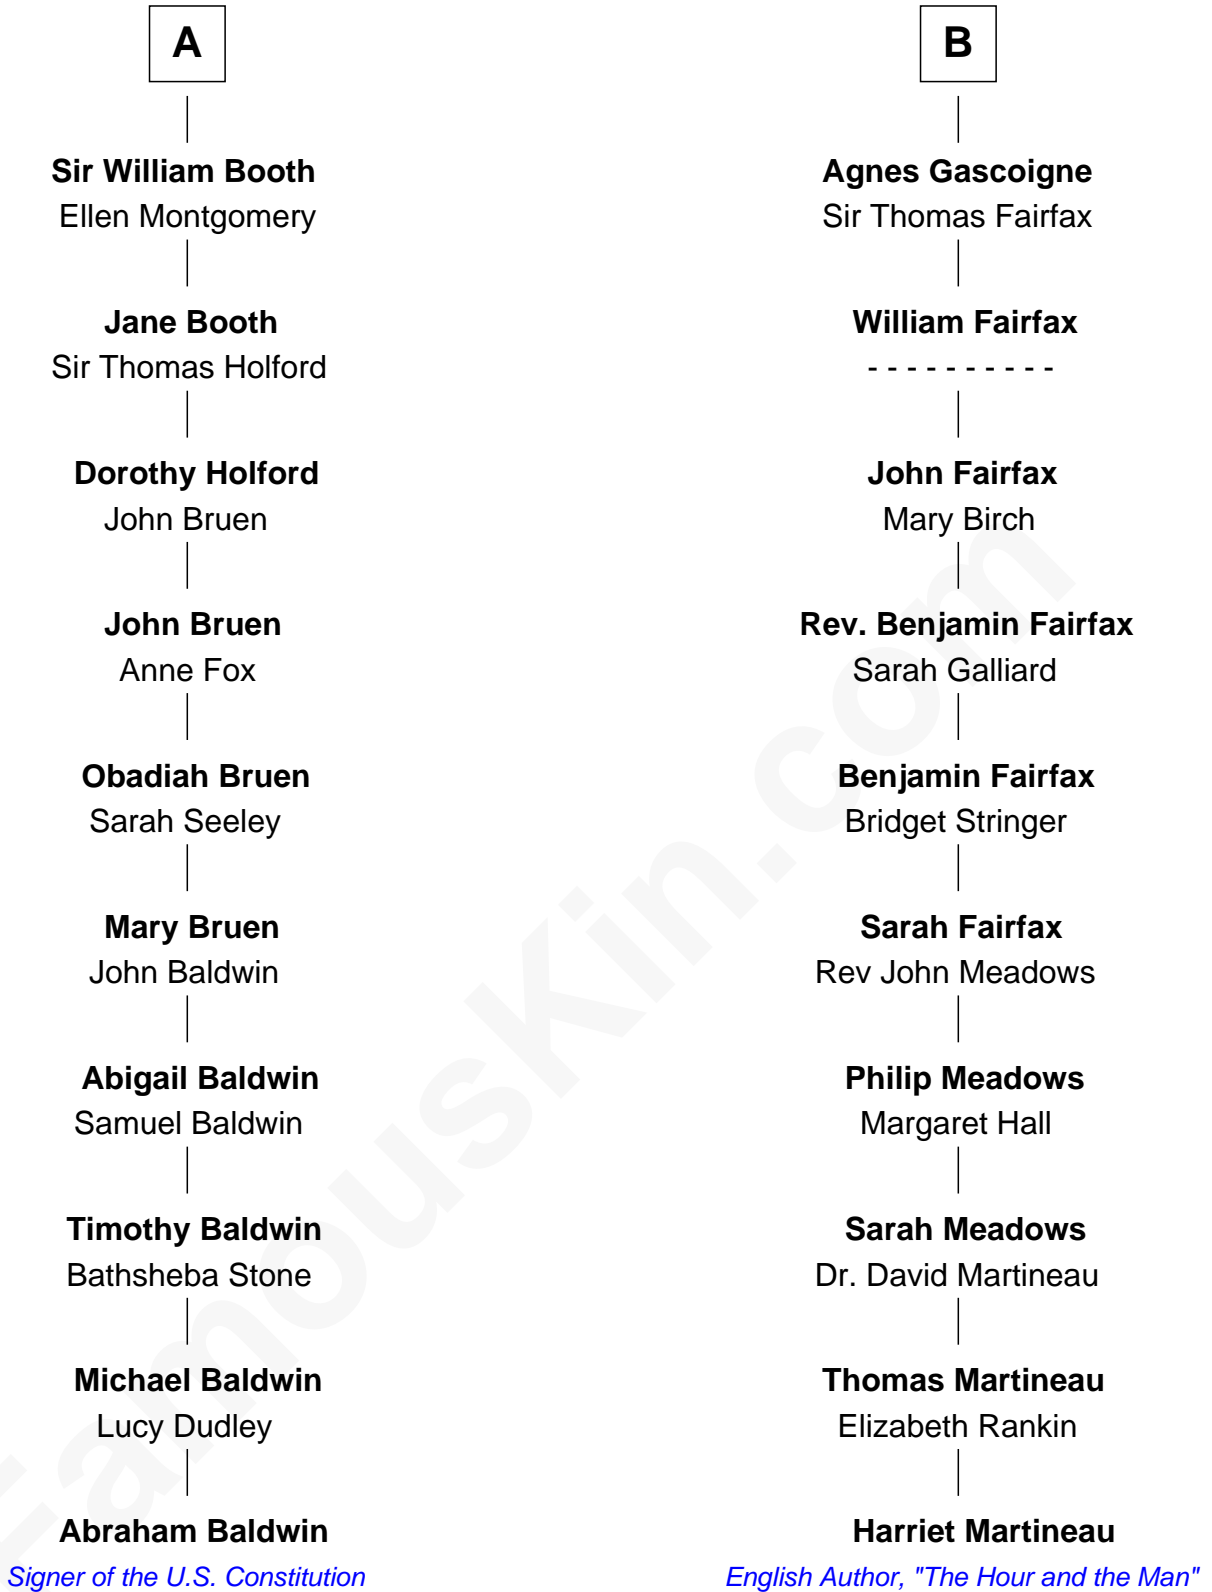 A
Sir William Booth
Ellen Montgomery
Jane Booth
Sir Thomas Holford
Dorothy Holford
John Bruen
John Bruen
Anne Fox
Obadiah Bruen
Sarah Seeley
Mary Bruen
John Baldwin
Abigail Baldwin
Samuel Baldwin
Timothy Baldwin
Bathsheba Stone
Michael Baldwin
Lucy Dudley
Abraham Baldwin
Signer of the U.S. Constitution
B
Agnes Gascoigne
Sir Thomas Fairfax
William Fairfax
- - - - - - - - - -
John Fairfax
Mary Birch
Rev. Benjamin Fairfax
Sarah Galliard
Benjamin Fairfax
Bridget Stringer
Sarah Fairfax
Rev John Meadows
Philip Meadows
Margaret Hall
Sarah Meadows
Dr. David Martineau
Thomas Martineau
Elizabeth Rankin
Harriet Martineau
English Author, "The Hour and the Man"
FamousKin.com